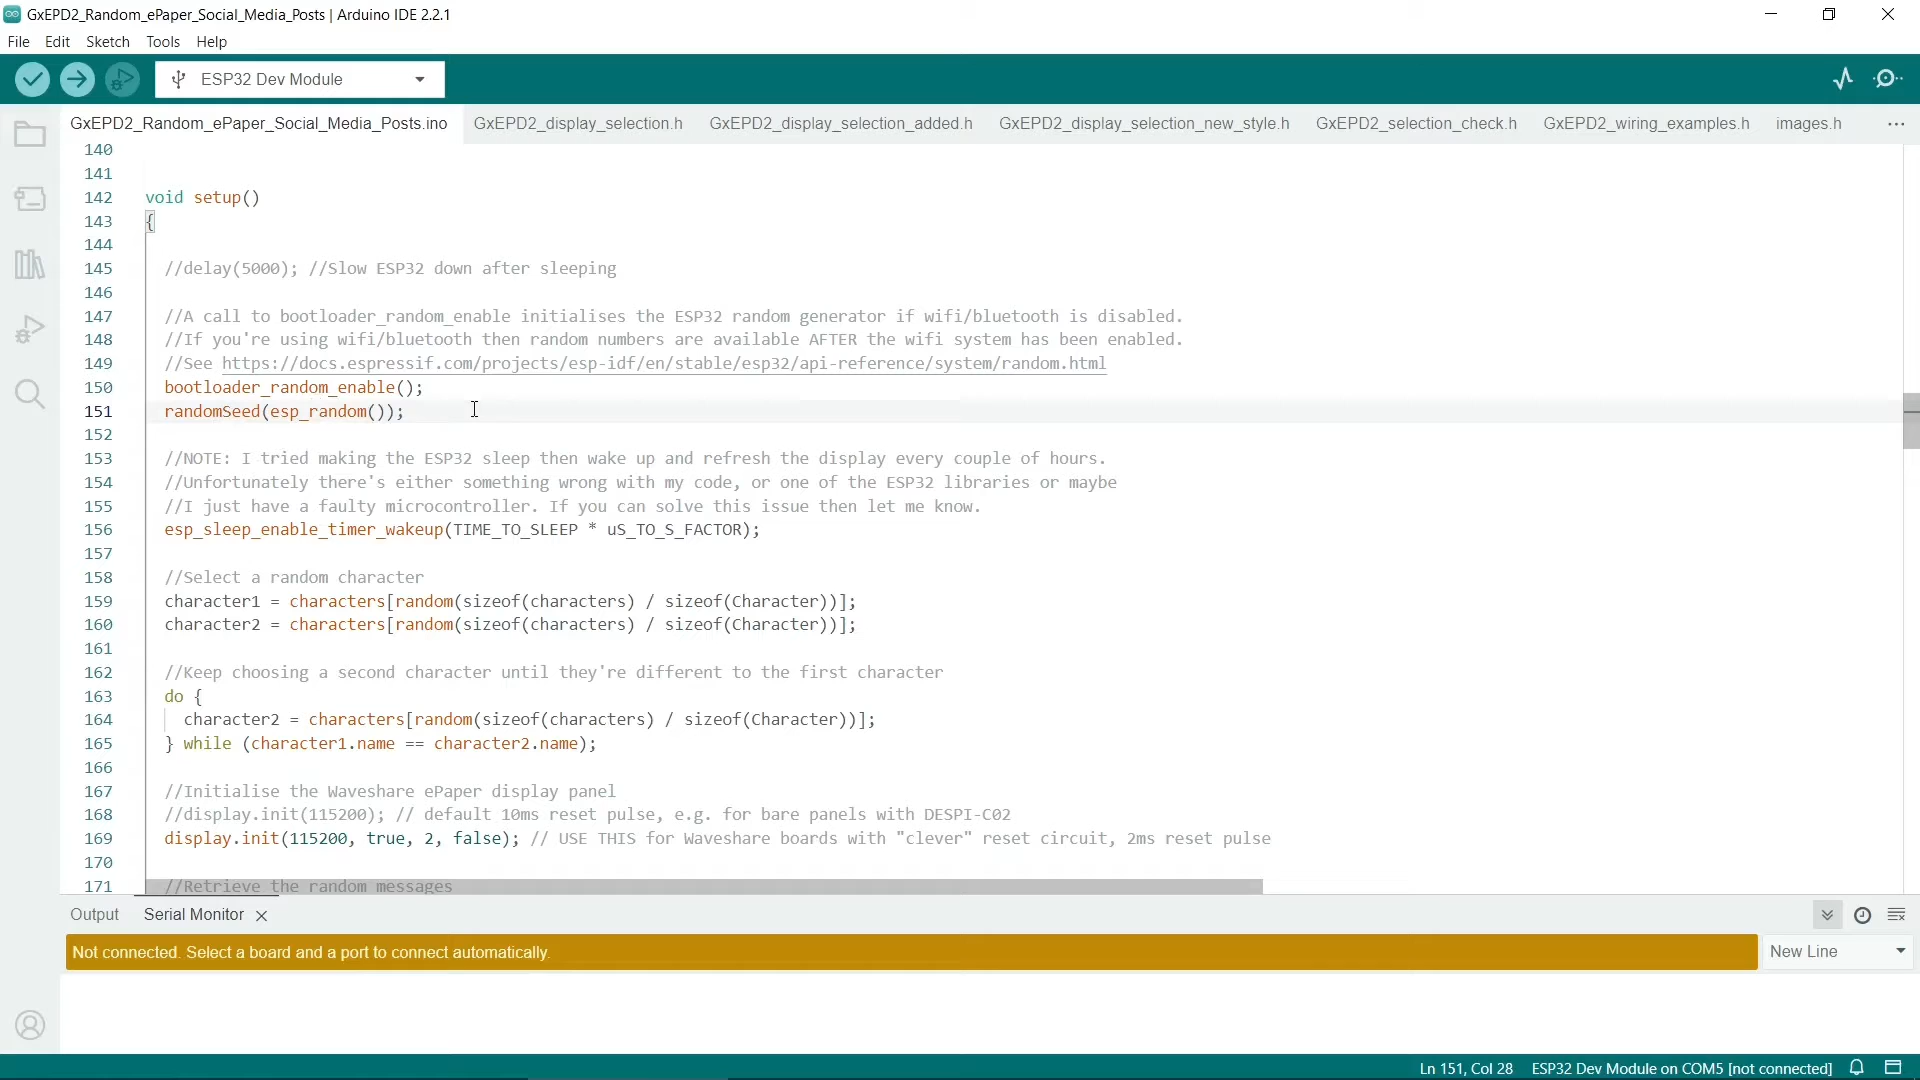 GxEPD2_Random_ePaper_Social_Media_Posts | Arduino IDE 2.2.1
File Edit Sketch Tools Help
ESP32 Dev Module
GxEPD2_Random_ePaper_Social_Media_Posts.ino GxEPD2_display_selection.h GxEPD2_display_selection_added.h GxEPD2_display_selection_new_style.h GxEPD2_selection_check.h GxEPD2_wiring_examples.h images.h ...
140
141
142 void setup()
143 {
144
145 //delay(5000); //Slow ESP32 down after sleeping
146
147 //A call to bootloader_random_enable initialises the ESP32 random generator if wifi/bluetooth is disabled.
148 //If you're using wifi/bluetooth then random numbers are available AFTER the wifi system has been enabled.
149 //See https://docs.espressif.com/projects/esp-idf/en/stable/esp32/api-reference/system/random.html
150 bootloader_random_enable();
151 randomSeed(esp_random());
152
153 //NOTE: I tried making the ESP32 sleep then wake up and refresh the display every couple of hours.
154 //Unfortunately there's either something wrong with my code, or one of the ESP32 libraries or maybe
155 //I just have a faulty microcontroller. If you can solve this issue then let me know.
156 esp_sleep_enable_timer_wakeup(TIME_TO_SLEEP * uS_TO_S_FACTOR);
157
158 //Select a random character
159 character1 = characters[random(sizeof(characters) / sizeof(Character))];
160 character2 = characters[random(sizeof(characters) / sizeof(Character))];
161
162 //Keep choosing a second character until they're different to the first character
163 do {
164 character2 = characters[random(sizeof(characters) / sizeof(Character))];
165 } while (character1.name == character2.name);
166
167 //Initialise the Waveshare ePaper display panel
168 //display.init(115200); // default 10ms reset pulse, e.g. for bare panels with DESPI-C02
169 display.init(115200, true, 2, false); // USE THIS for Waveshare boards with "clever" reset circuit, 2ms reset pulse
170
171 //Retrieve the random messages
Output Serial Monitor
Not connected. Select a board and a port to connect automatically.
New Line
Ln 151, Col 28 ESP32 Dev Module on COM5 [not connected]